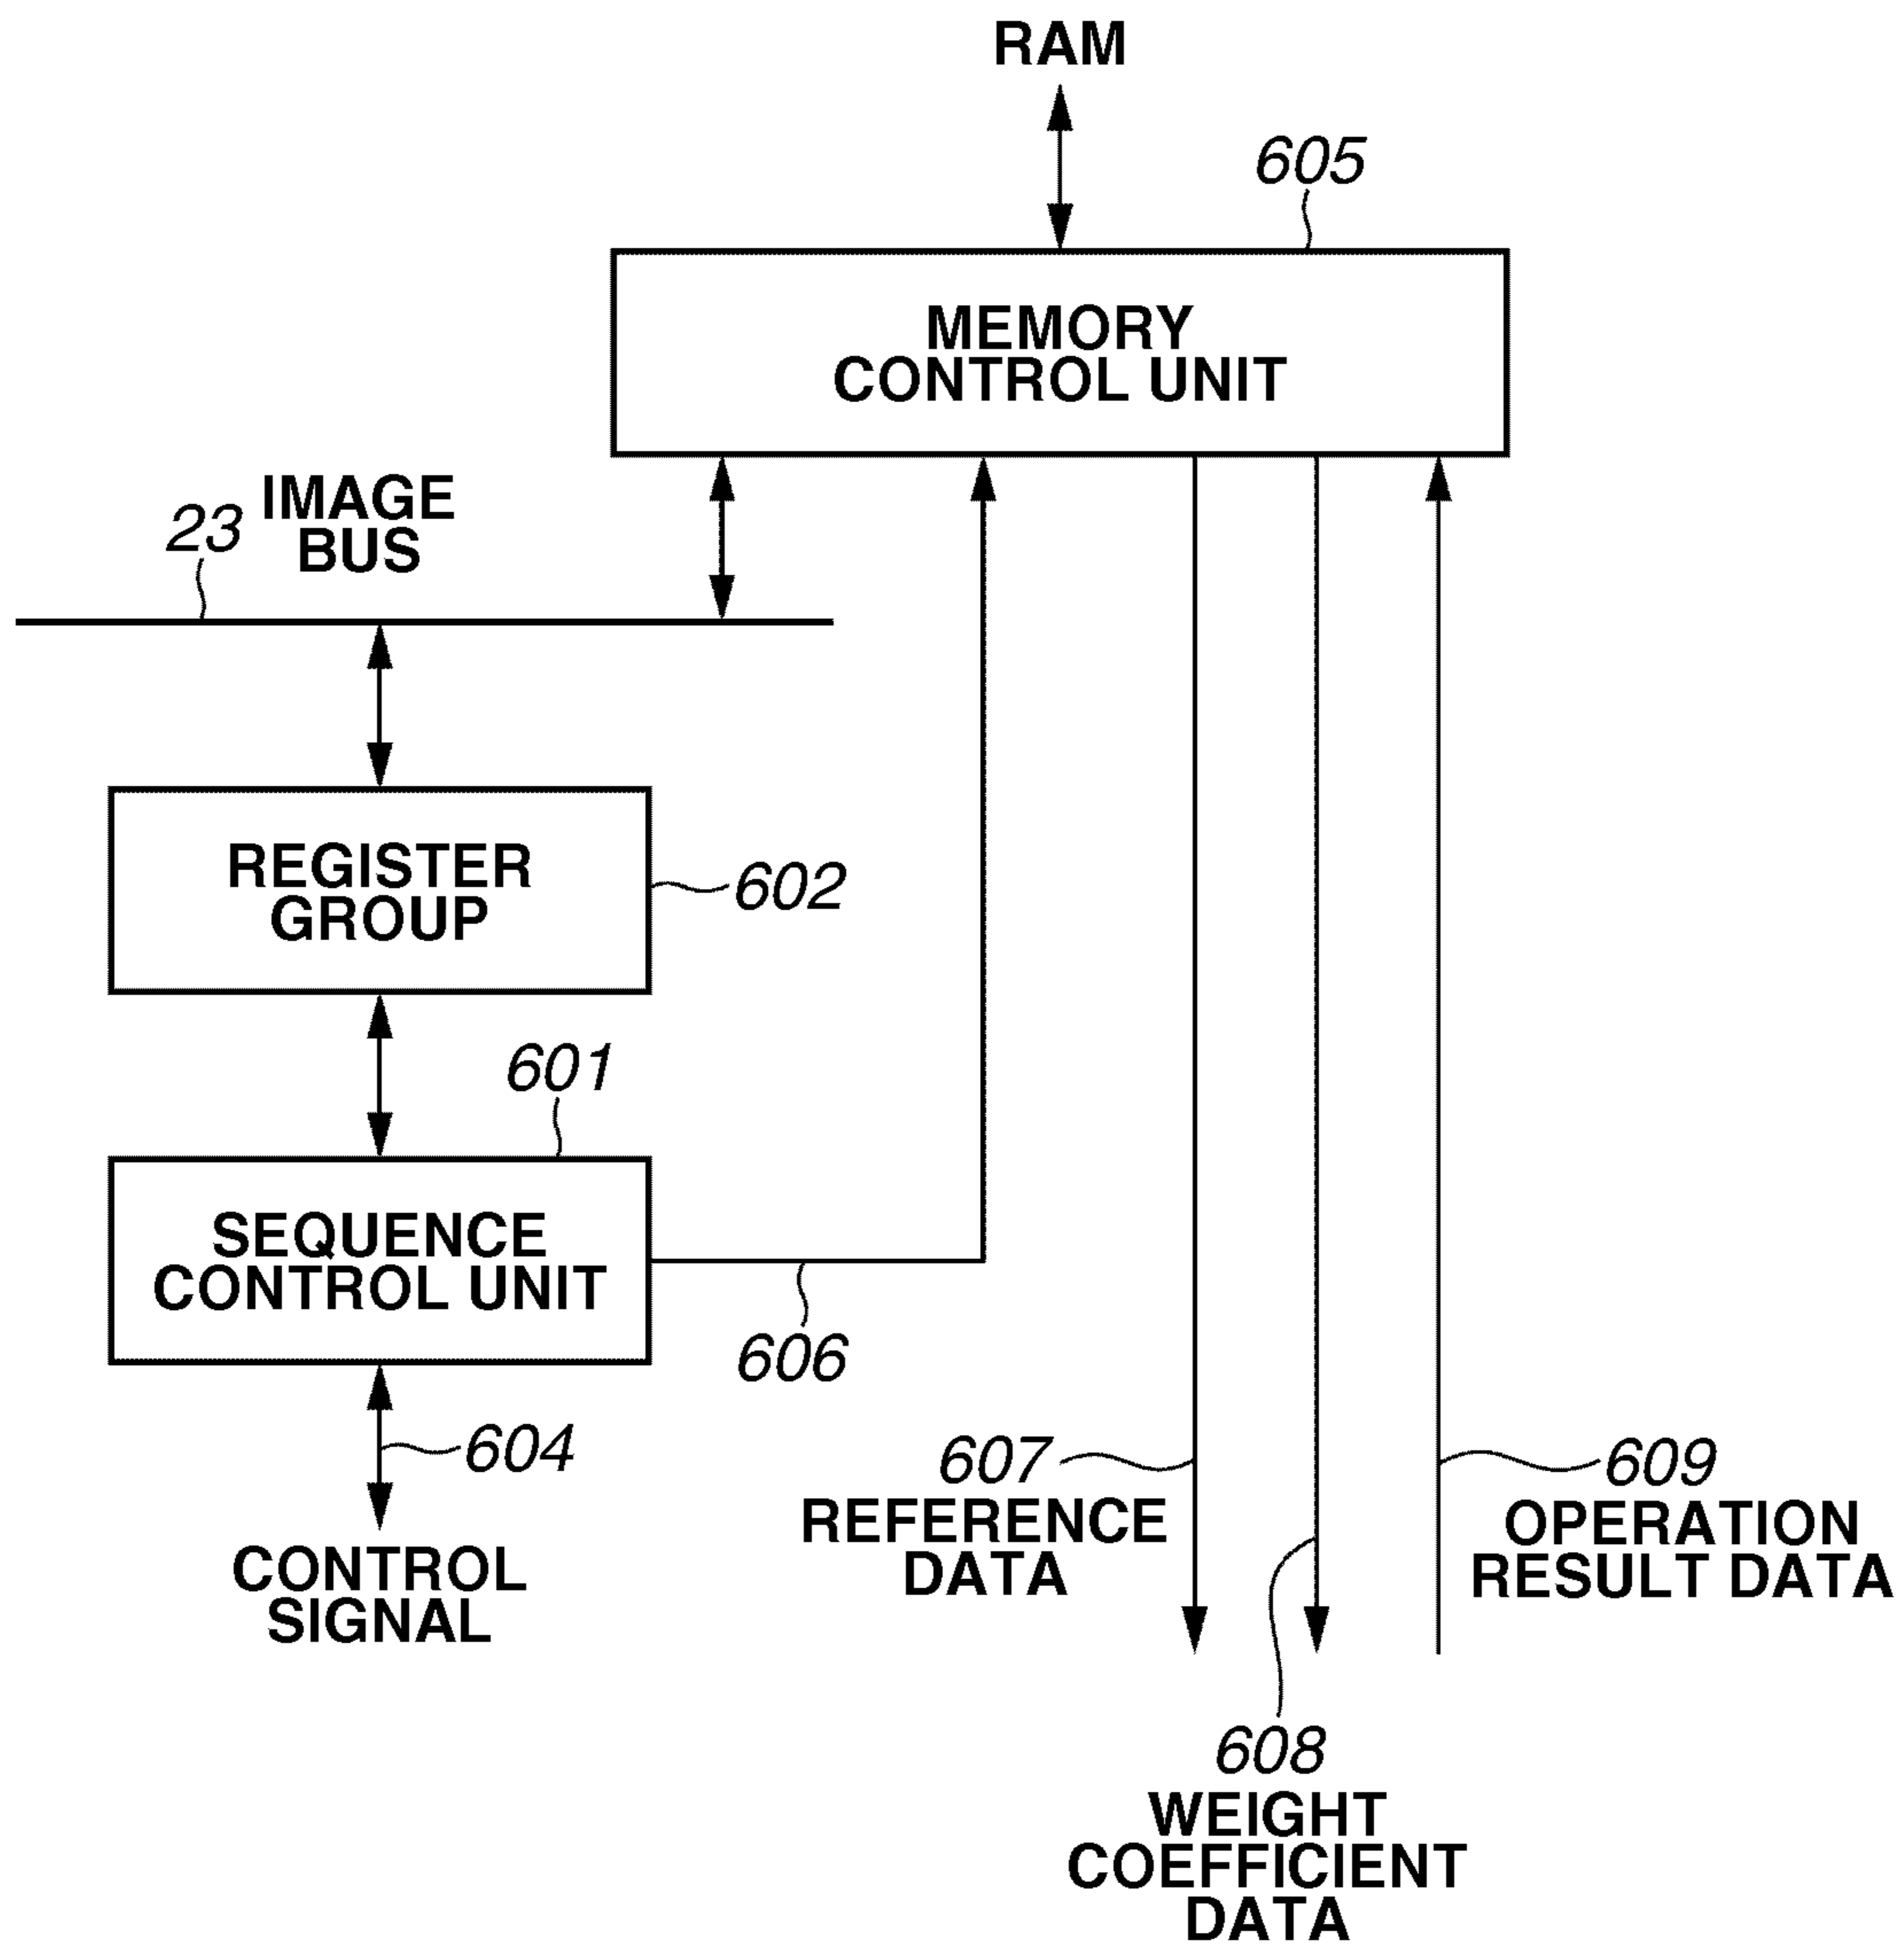 RAM
605
MEMORY
CONTROL UNIT
23
IMAGE
BUS
REGISTER
GROUP
602
601
SEQUENCE
CONTROL UNIT
606
604
CONTROL
SIGNAL
607
REFERENCE
DATA
609
OPERATION
RESULT DATA
608
WEIGHT
COEFFICIENT
DATA